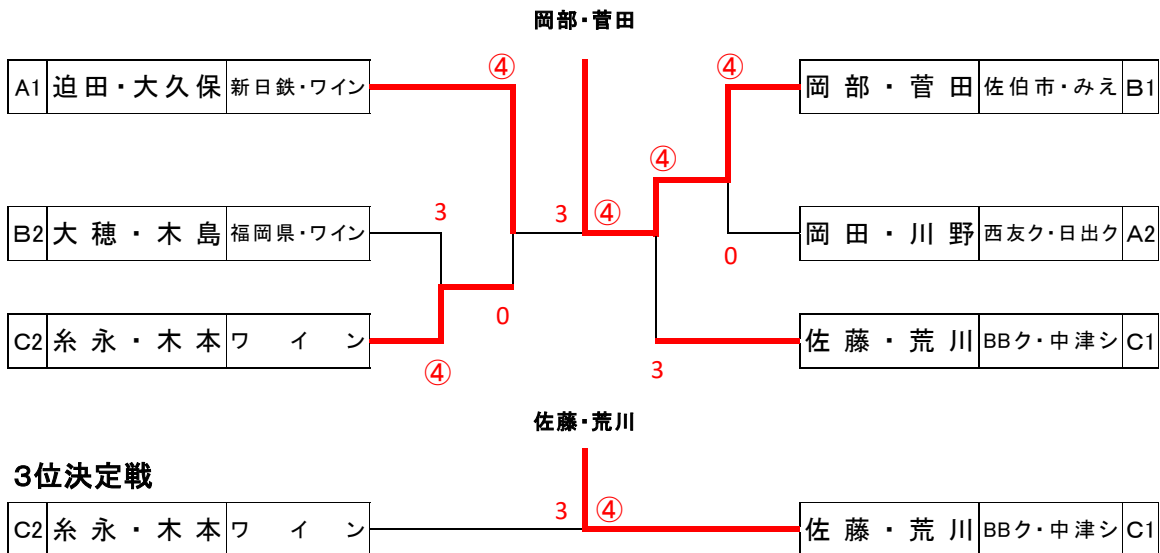 岡部・菅田
④ ④
A1 迫田・大久保 新日鉄・ワイン 岡部・菅田 佐伯市・みえ B1
④
3 3 ④
B2 大穂・木島 福岡県・ワイン 岡田・川野 西友ク・日出ク A2
0
0
C2 糸永・木本 ワイン 佐藤・荒川 BBク・中津シ C1
④ 3
佐藤・荒川
3位決定戦
3 ④
C2 糸永・木本 ワイン 佐藤・荒川 BBク・中津シ C1